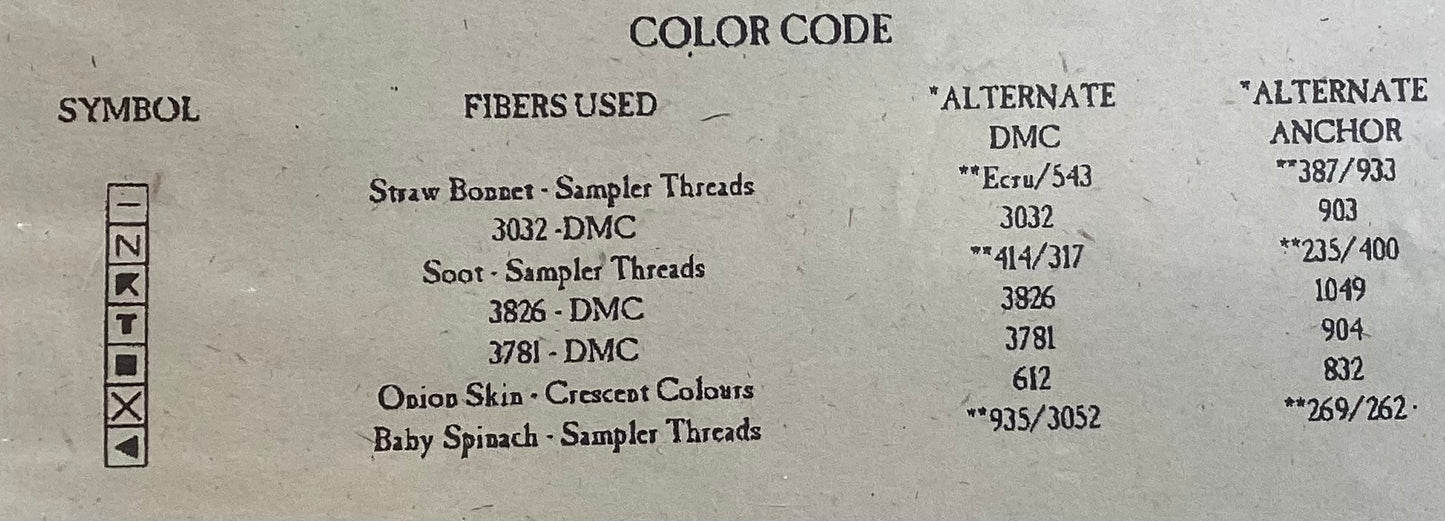 COLOR CODE
SYMBOL FIBERS USED *ALTERNATE DMC *ALTERNATE ANCHOR
Straw Bonnet - Sampler Threads **Ecru/543 **387/933
N 3032 -DMC 3032 903
Soot - Sampler Threads **414/317 **235/400
T 3826 - DMC 3826 1049
3781 - DMC 3781 904
X Onion Skin - Crescent Colours 612 832
Baby Spinach - Sampler Threads **935/3052 **269/262